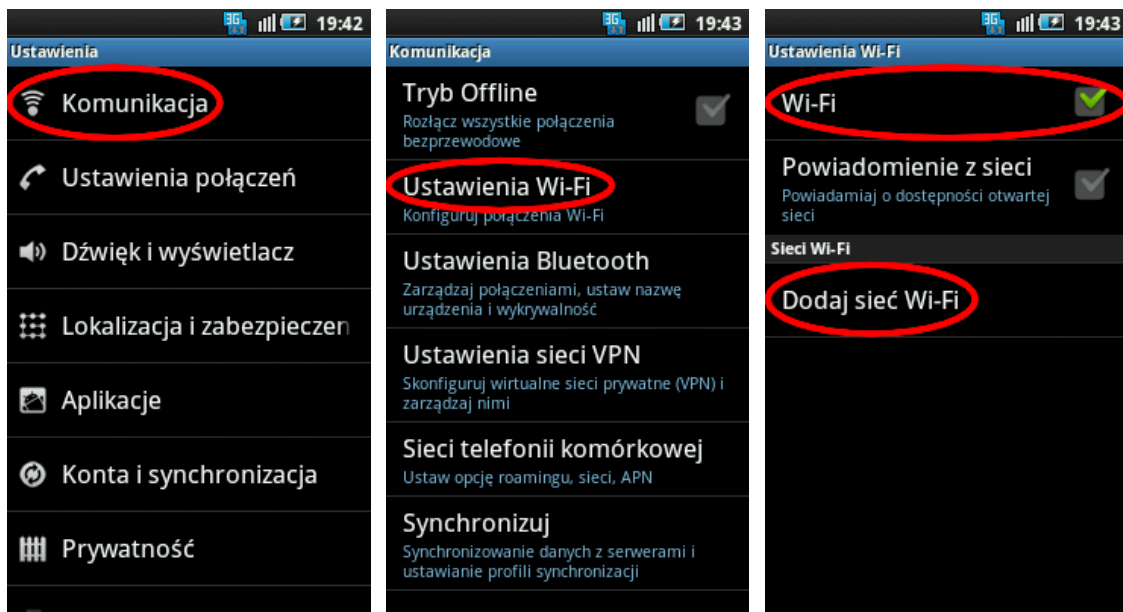 3G 19:42
Ustawienia
Komunikacja
Ustawienia połączeń
Dźwięk i wyświetlacz
Lokalizacja i zabezpieczen
Aplikacje
Konta i synchronizacja
Prywatność
3G 19:43
Komunikacja
Tryb Offline
Rozłącz wszystkie połączenia
bezprzewodowe
Ustawienia Wi-Fi
Konfiguruj połączenia Wi-Fi
Ustawienia Bluetooth
Zarządzaj połączeniami, ustaw nazwę
urządzenia i wykrywalność
Ustawienia sieci VPN
Skonfiguruj wirtualne sieci prywatne (VPN) i
zarządzaj nimi
Sieci telefonii komórkowej
Ustaw opcję roamingu, sieci, APN
Synchronizuj
Synchronizowanie danych z serwerami i
ustawianie profili synchronizacji
3G 19:43
Ustawienia Wi-Fi
Wi-Fi
Powiadomienie z sieci
Powiadamiaj o dostępności otwartej
sieci
Sieci Wi-Fi
Dodaj sieć Wi-Fi